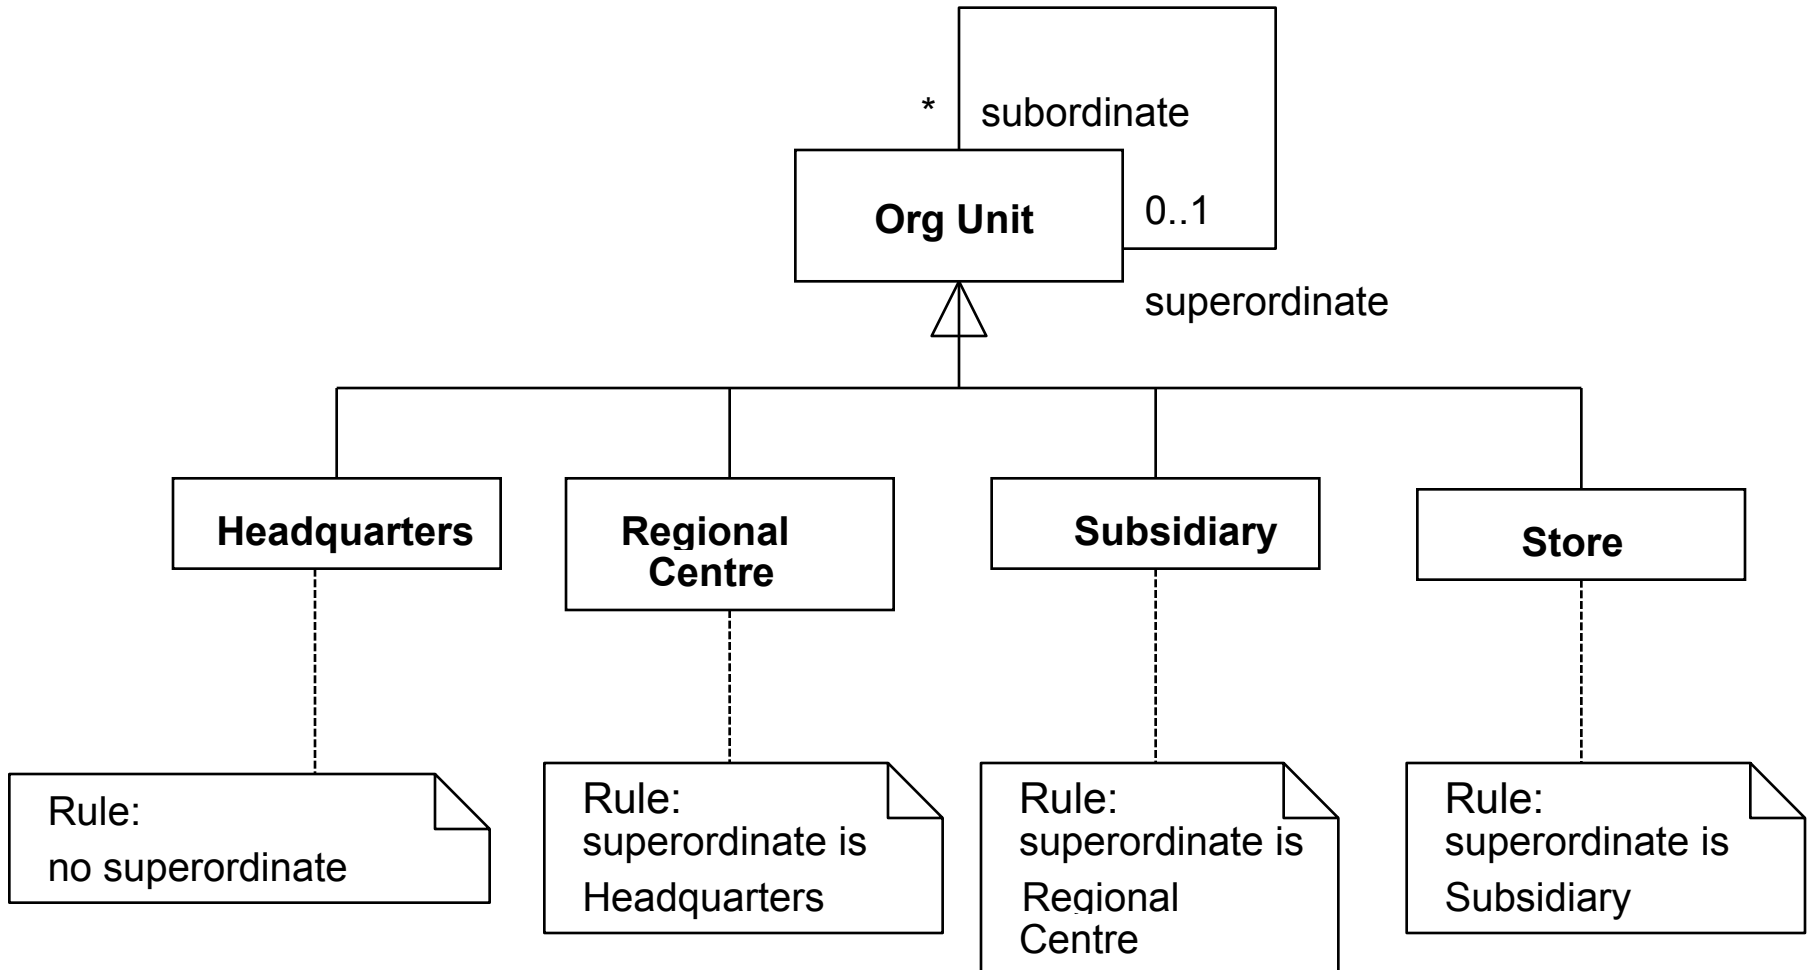 *
subordinate
Org Unit
0..1
superordinate
Headquarters
Regional
Centre
Subsidiary
Store
Rule:
no superordinate
Rule:
superordinate is
Headquarters
Rule:
superordinate is
Regional
Centre
Rule:
superordinate is
Subsidiary